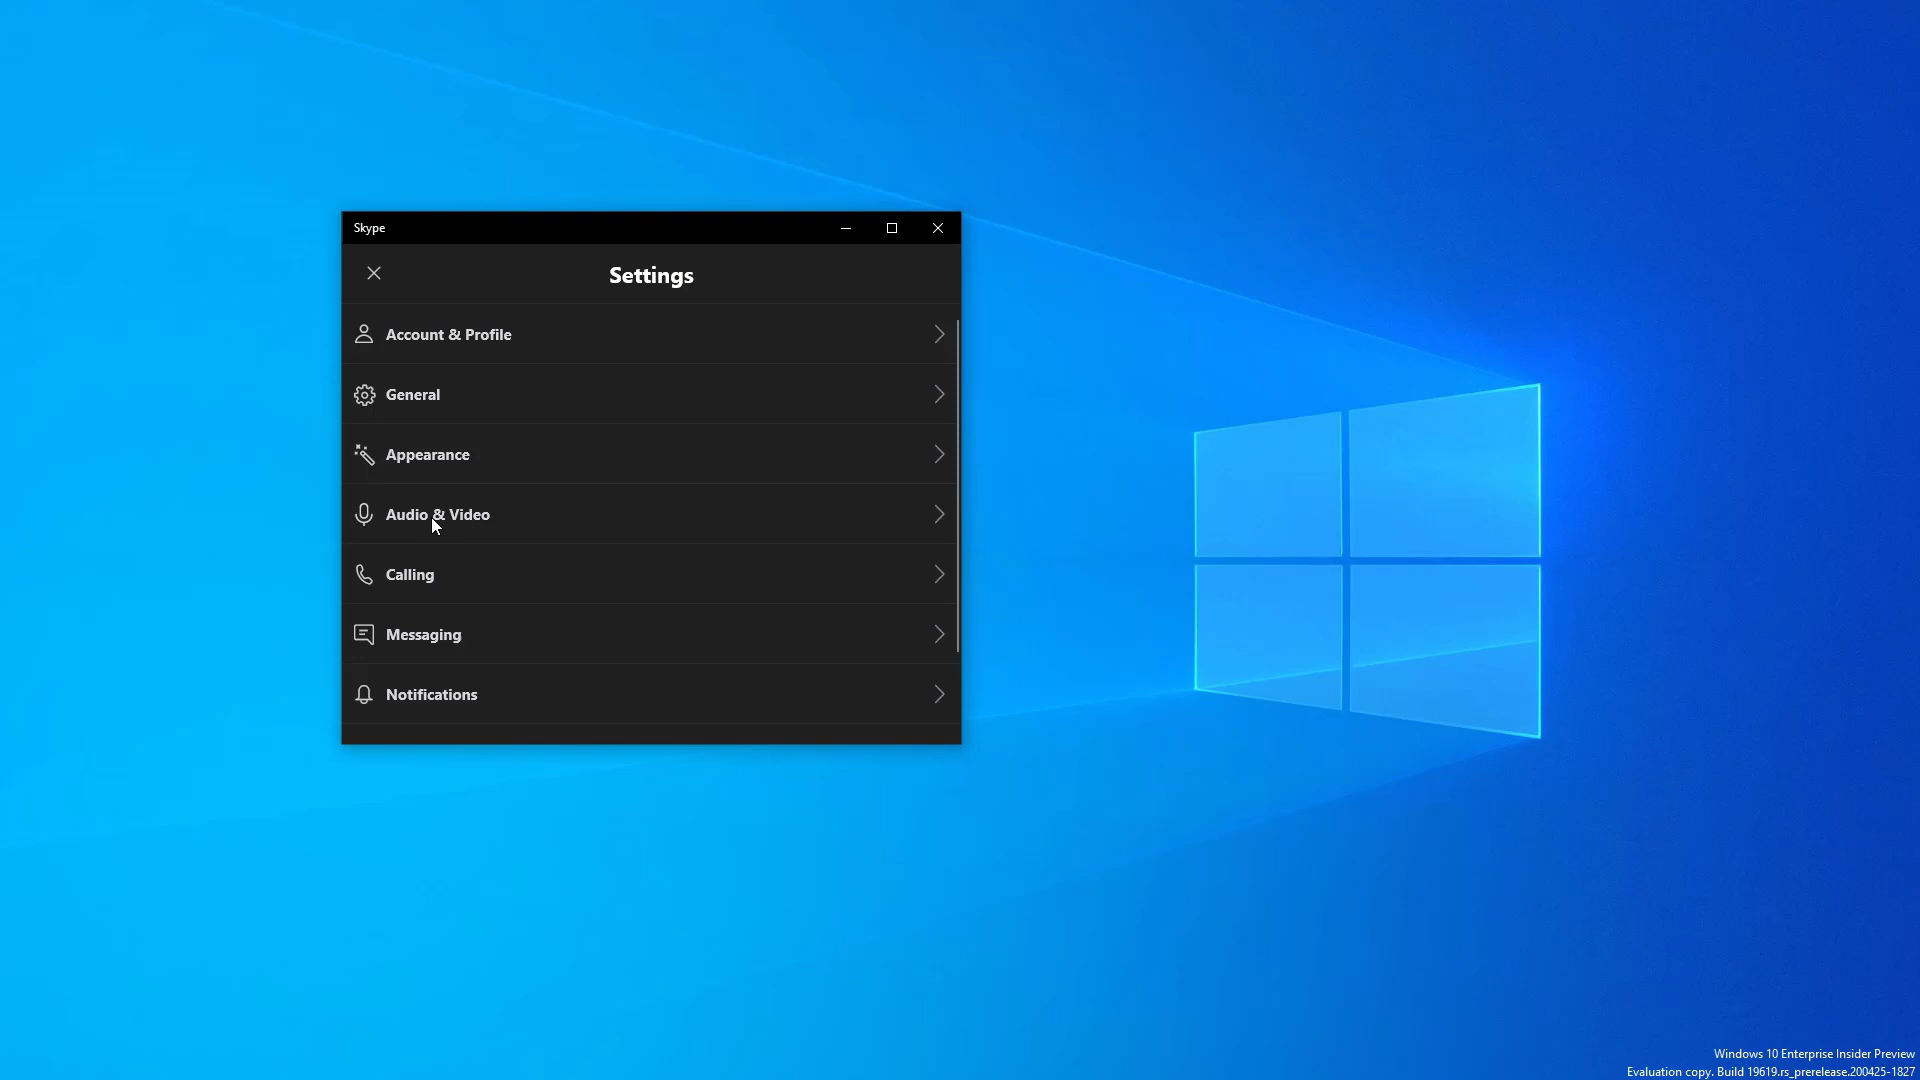 Skype
Settings
Account & Profile
General
Appearance
Audio & Video
Calling
Messaging
Notifications
Windows 10 Enterprise Insider Preview
Evaluation copy. Build 19619.rs_prerelease.200425-1827